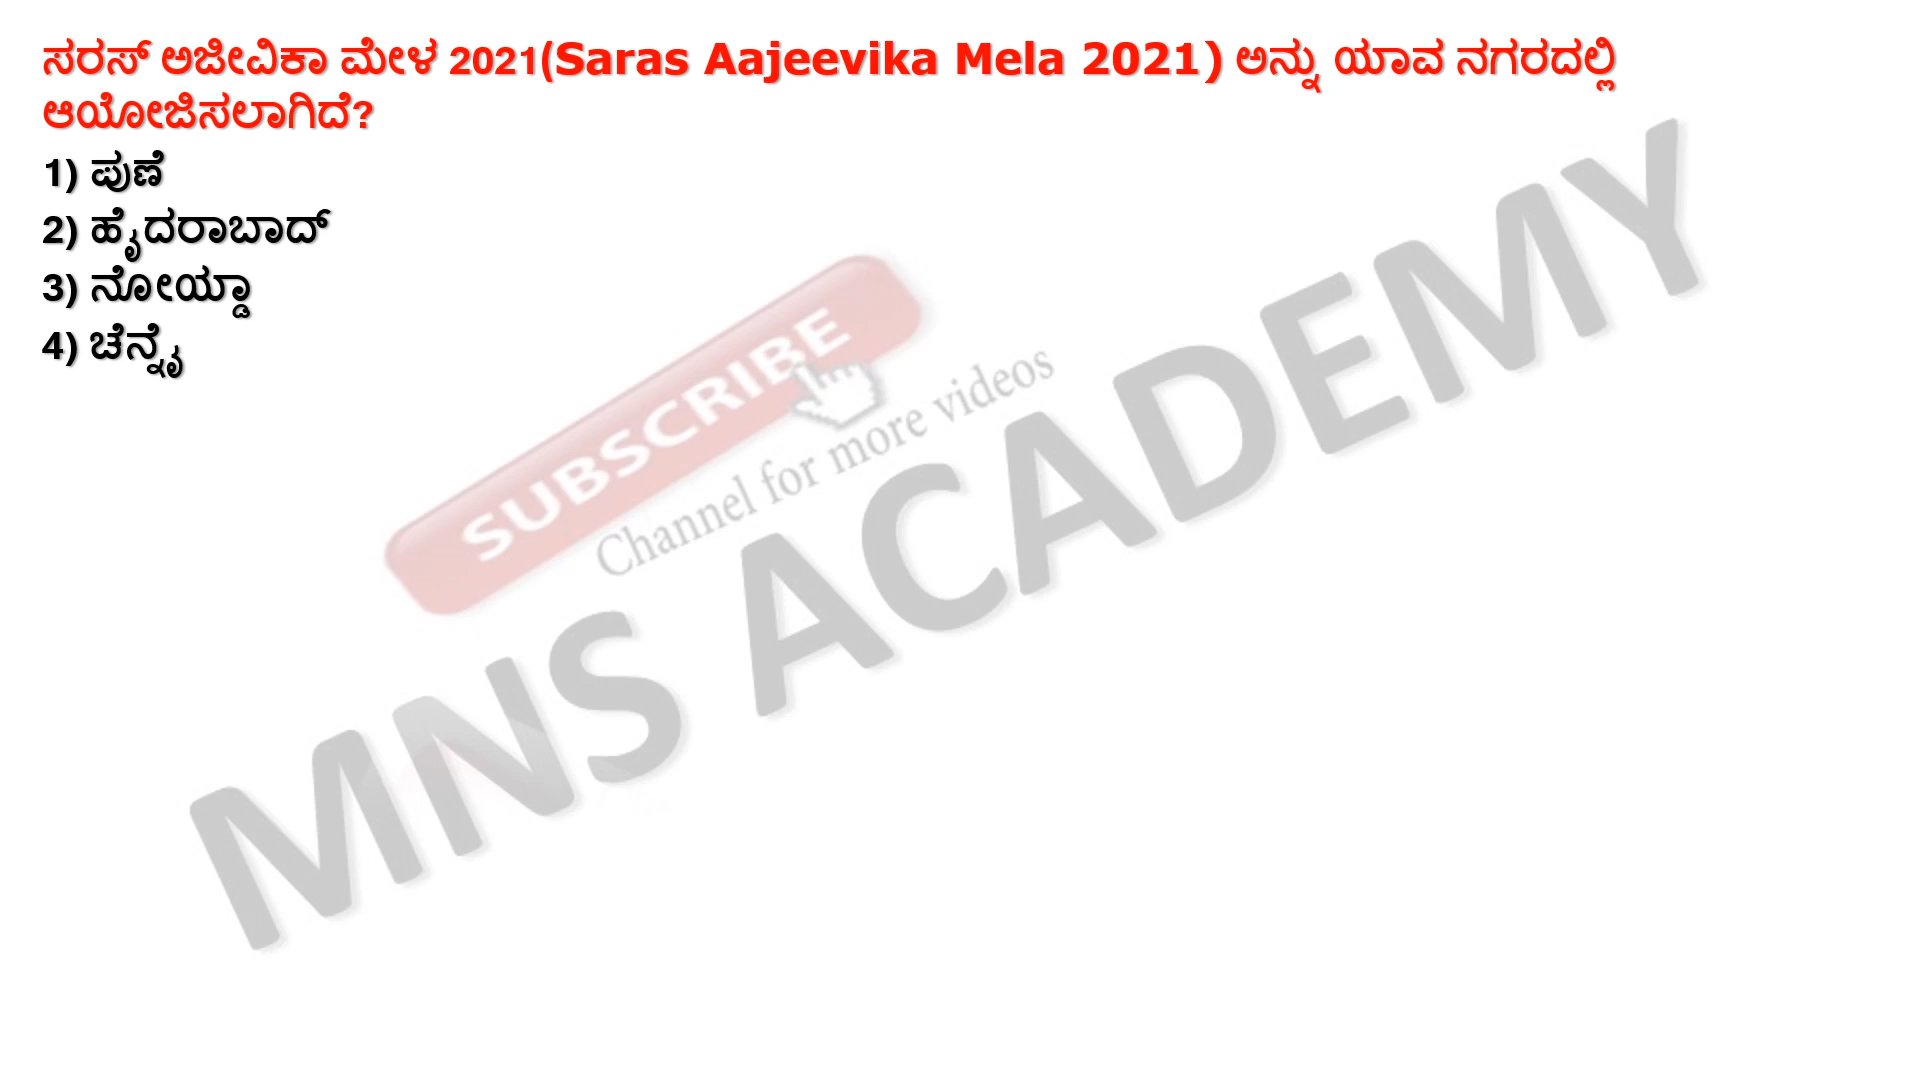 ಸರಸ್ ಅಜೀವಿಕಾ ಮೇಳ 2021(Saras Aajeevika Mela 2021) ಅನ್ನು ಯಾವ ನಗರದಲ್ಲಿ
ಆಯೋಜಿಸಲಾಗಿದೆ?
1) ಪುಣೆ
2) ಹೈದರಾಬಾದ್
3) ನೋಯ್ಡಾ
4) ಚೆನ್ನೈ
SUBSCRIBE
Channel for more videos
MNS ACADEMY